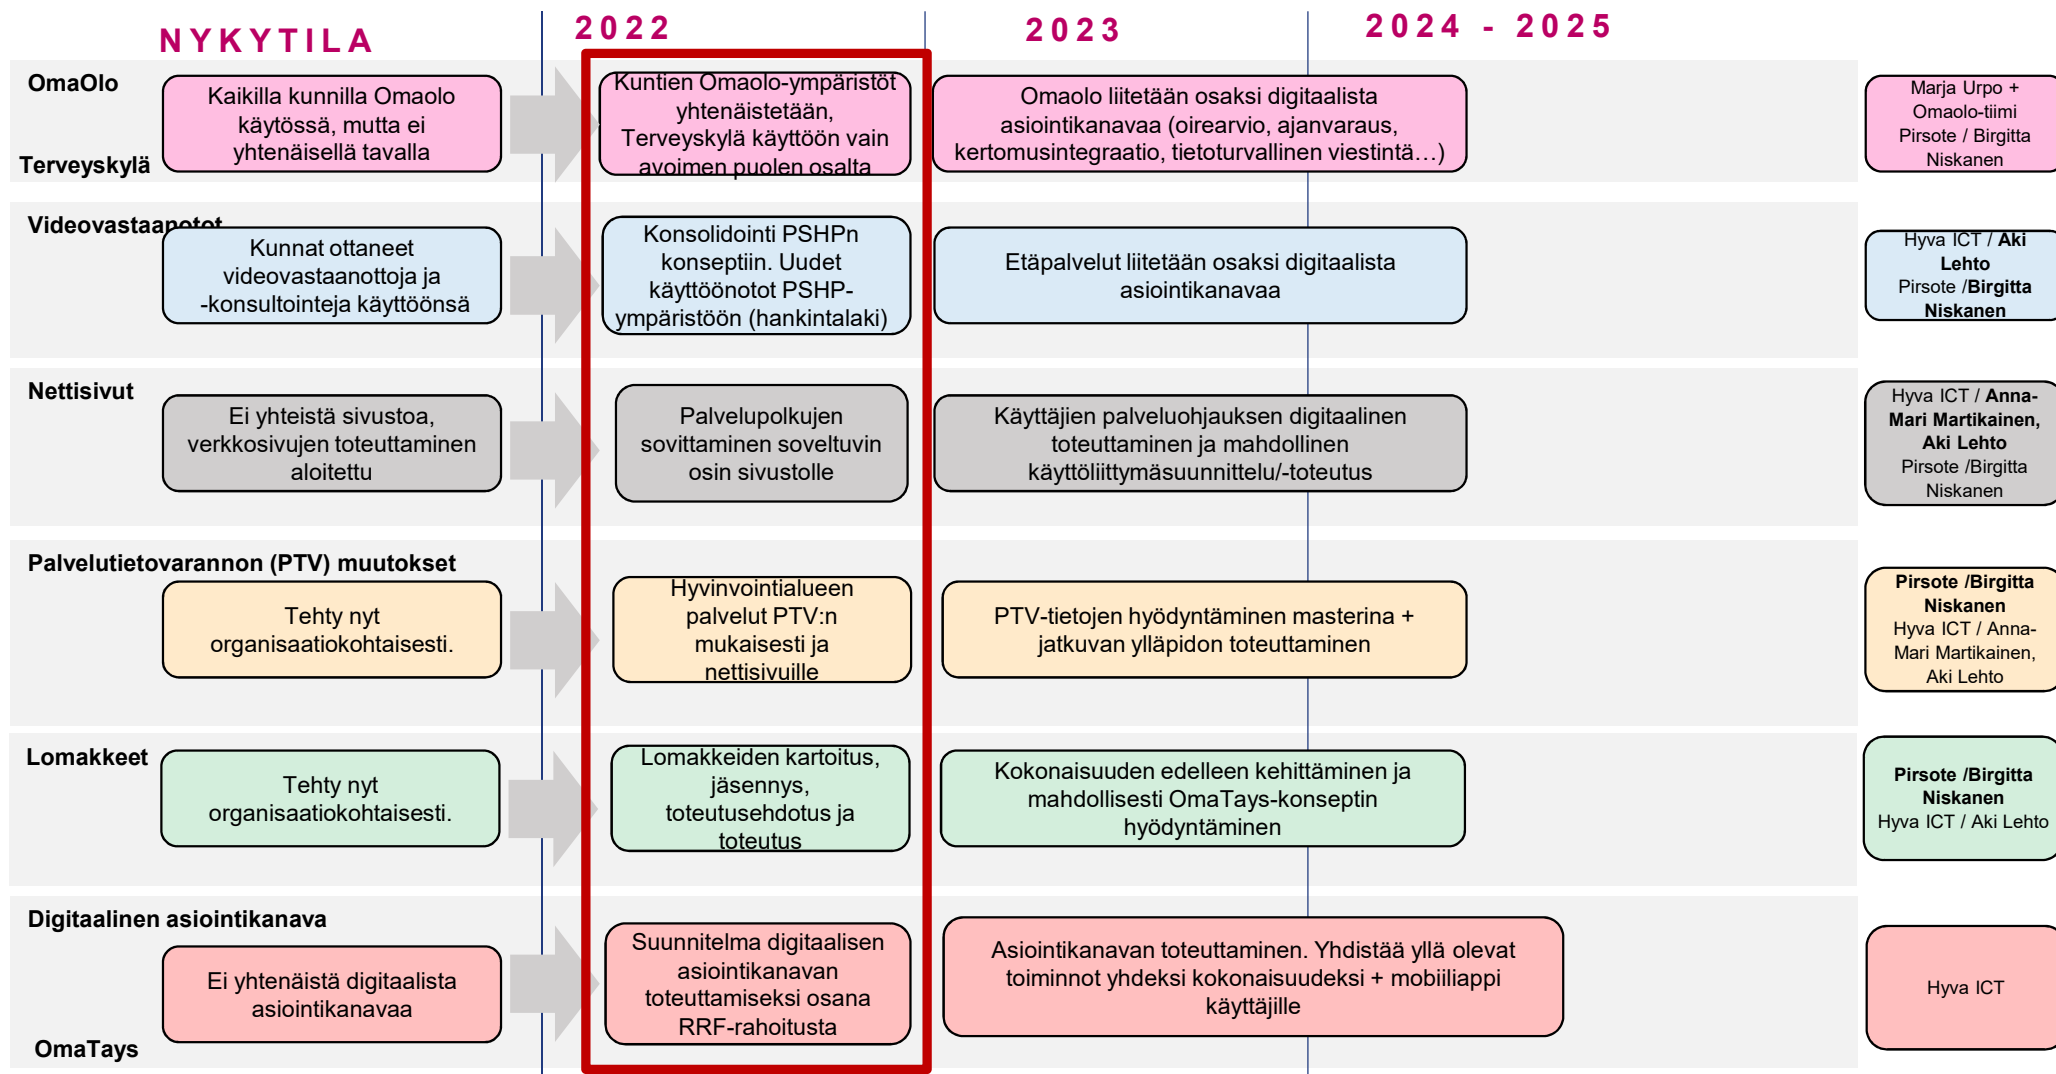 NYKYTILA
2022
2023
2024 - 2025
OmaOlo
Terveyskylä
Kaikilla kunnilla Omaolo
käytössä, mutta ei
yhtenäisellä tavalla
Kuntien Omaolo-ympäristöt
yhtenäistetään,
Terveyskylä käyttöön vain
avoimen puolen osalta
Omaolo liitetään osaksi digitaalista
asiointikanavaa (oirearvio, ajanvaraus,
kertomusintegraatio, tietoturvallinen viestintä…)
Marja Urpo +
Omaolo-tiimi
Pirsote / Birgitta
Niskanen
Videovastaanotot
Kunnat ottaneet
videovastaanottoja ja
-konsultointeja käyttöönsä
Konsolidointi PSHPn
konseptiin. Uudet
käyttöönotot PSHP-
ympäristöön (hankintalaki)
Etäpalvelut liitetään osaksi digitaalista
asiointikanavaa
Hyva ICT / Aki
Lehto
Pirsote /Birgitta
Niskanen
Nettisivut
Ei yhteistä sivustoa,
verkkosivujen toteuttaminen
aloitettu
Palvelupolkujen
sovittaminen soveltuvin
osin sivustolle
Käyttäjien palveluohjauksen digitaalinen
toteuttaminen ja mahdollinen
käyttöliittymäsuunnittelu/-toteutus
Hyva ICT / Anna-
Mari Martikainen,
Aki Lehto
Pirsote /Birgitta
Niskanen
Palvelutietovarannon (PTV) muutokset
Tehty nyt
organisaatiokohtaisesti.
Hyvinvointialueen
palvelut PTV:n
mukaisesti ja
nettisivuille
PTV-tietojen hyödyntäminen masterina +
jatkuvan ylläpidon toteuttaminen
Pirsote /Birgitta
Niskanen
Hyva ICT / Anna-
Mari Martikainen,
Aki Lehto
Lomakkeet
Tehty nyt
organisaatiokohtaisesti.
Lomakkeiden kartoitus,
jäsennys,
toteutusehdotus ja
toteutus
Kokonaisuuden edelleen kehittäminen ja
mahdollisesti OmaTays-konseptin
hyödyntäminen
Pirsote /Birgitta
Niskanen
Hyva ICT / Aki Lehto
Digitaalinen asiointikanava
OmaTays
Ei yhtenäistä digitaalista
asiointikanavaa
Suunnitelma digitaalisen
asiointikanavan
toteuttamiseksi osana
RRF-rahoitusta
Asiointikanavan toteuttaminen. Yhdistää yllä olevat
toiminnot yhdeksi kokonaisuudeksi + mobiiliappi
käyttäjille
Hyva ICT